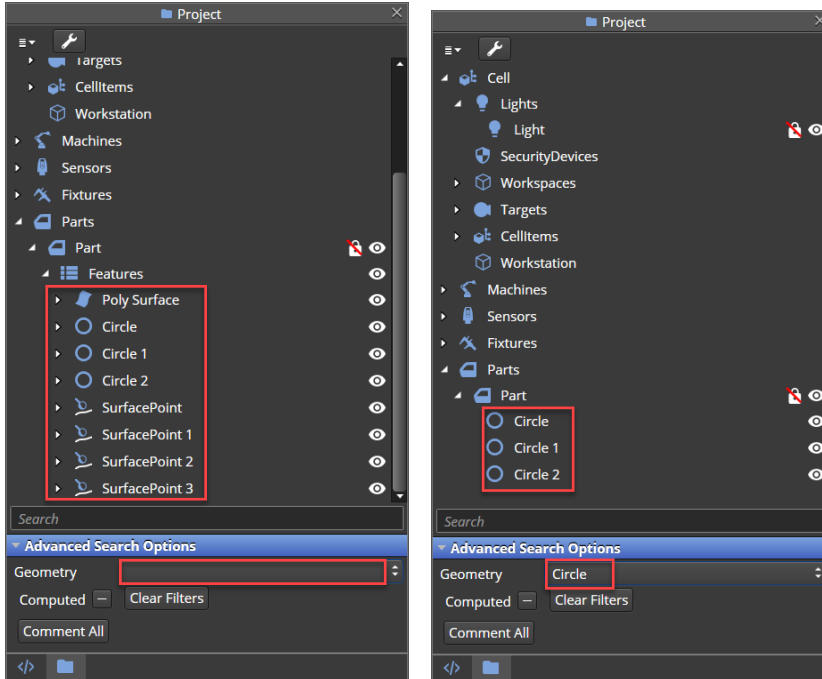 Project
Targets
CellItems
Workstation
Machines
Sensors
Fixtures
Parts
Part
Features
Poly Surface
Circle
Circle 1
Circle 2
SurfacePoint
SurfacePoint 1
SurfacePoint 2
SurfacePoint 3
Search
Advanced Search Options
Geometry
Computed Clear Filters
Comment All
Project
Cell
Lights
Light
SecurityDevices
Workspaces
Targets
CellItems
Workstation
Machines
Sensors
Fixtures
Parts
Part
Circle
Circle 1
Circle 2
Search
Advanced Search Options
Geometry Circle
Computed Clear Filters
Comment All